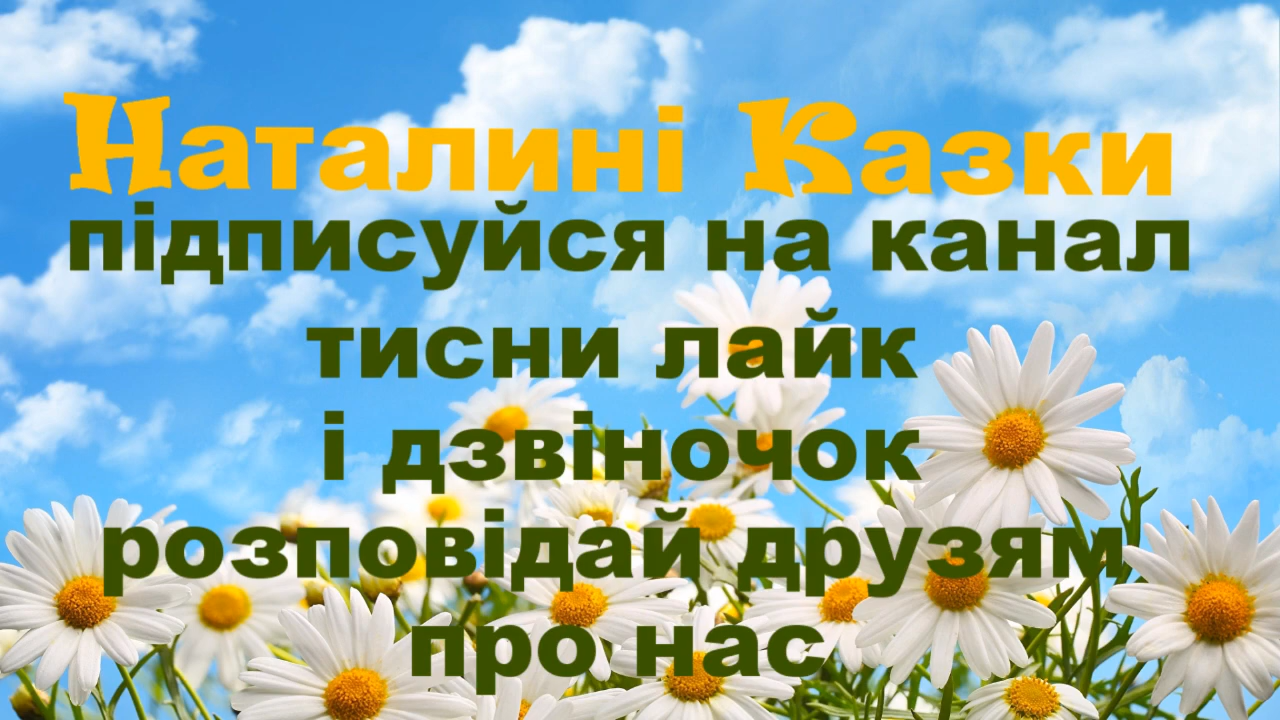 Наталині Казки
підписуйся на канал
тисни лайк
і дзвіночок
розповідай друзям
про нас